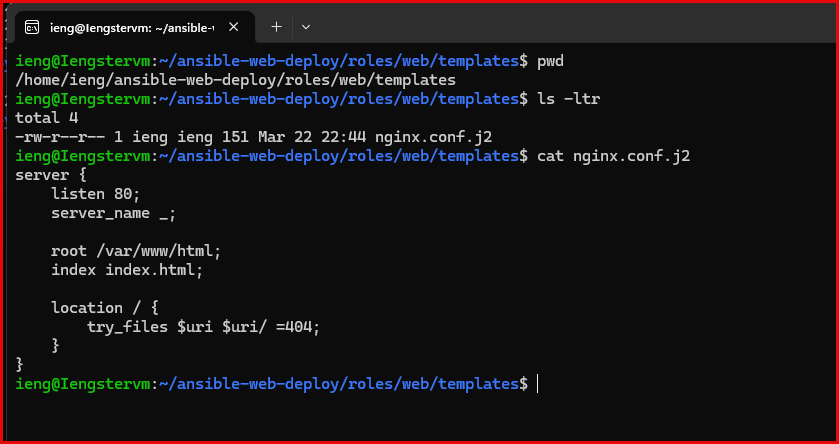 ieng@Iengstervm: ~/ansible-v
ieng@Iengstervm:~/ansible-web-deploy/roles/web/templates$ pwd
/home/ieng/ansible-web-deploy/roles/web/templates
ieng@Iengstervm:~/ansible-web-deploy/roles/web/templates$ ls -ltr
total 4
-rw-r--r-- 1 ieng ieng 151 Mar 22 22:44 nginx.conf.j2
ieng@Iengstervm:~/ansible-web-deploy/roles/web/templates$ cat nginx.conf.j2
server {
    listen 80;
    server_name _;

    root /var/www/html;
    index index.html;

    location / {
        try_files $uri $uri/ =404;
    }
}
ieng@Iengstervm:~/ansible-web-deploy/roles/web/templates$